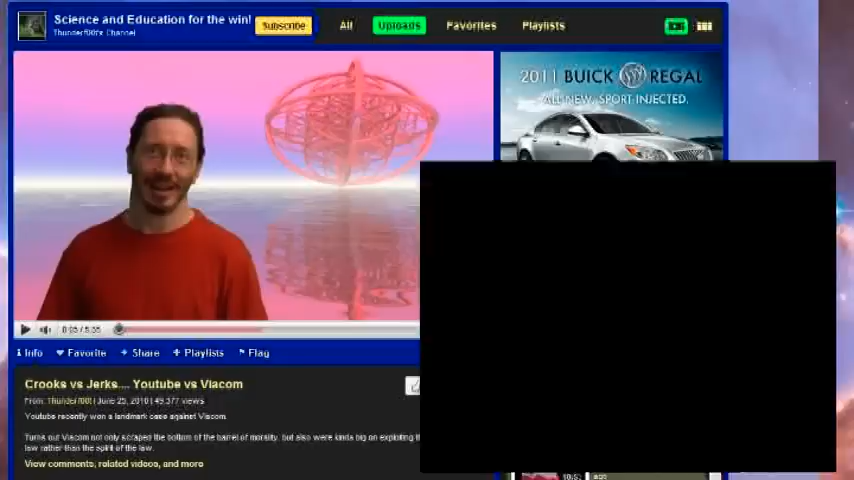 Science and Education for the win!
Thunderf00t's Channel
Subscribe
All
Uploads
Favorites
Playlists
2011 BUICK REGAL
ALL-NEW. SPORT INJECTED.
0:05 / 5:35
Info
Favorite
Share
Playlists
Flag
Crooks vs Jerks.... Youtube vs Viacom
From: Thunderf00t | June 25, 2010 | 49,377 views
Youtube recently won a landmark case against Viacom.
Turns out Viacom not only scraped the bottom of the barrel of morality, but also were kinda big on exploiting
law rather than the spirit of the law.
View comments, related videos, and more